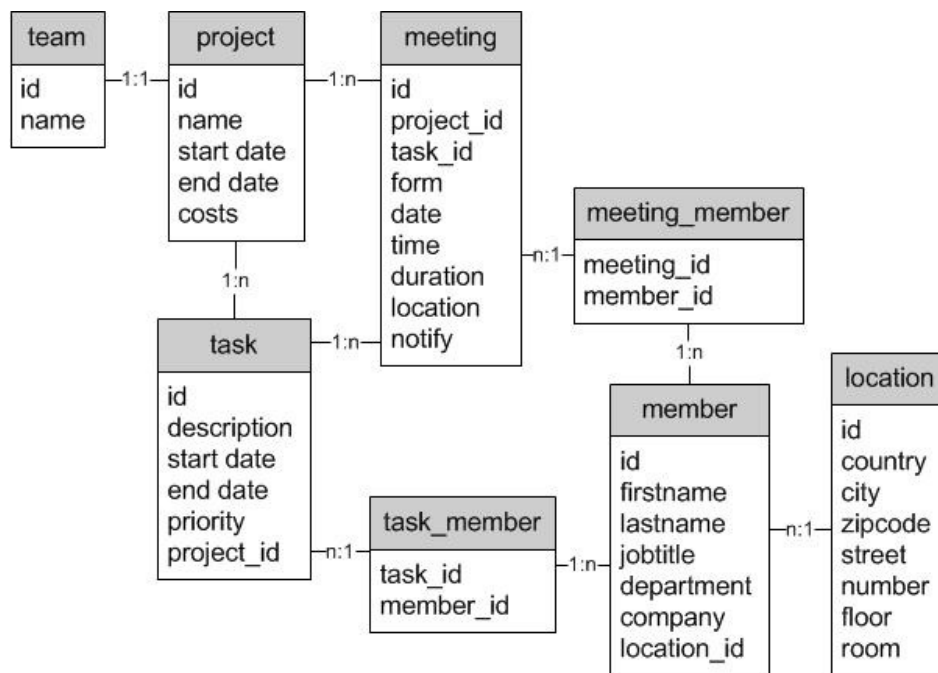 team
id
name
1:1
project
id
name
start date
end date
costs
1:n
meeting
id
project_id
task_id
form
date
time
duration
location
notify
n:1
meeting_member
meeting_id
member_id
1:n
1:n
task
id
description
start date
end date
priority
project_id
1:n
n:1
task_member
task_id
member_id
1:n
member
id
firstname
lastname
jobtitle
department
company
location_id
n:1
location
id
country
city
zipcode
street
number
floor
room